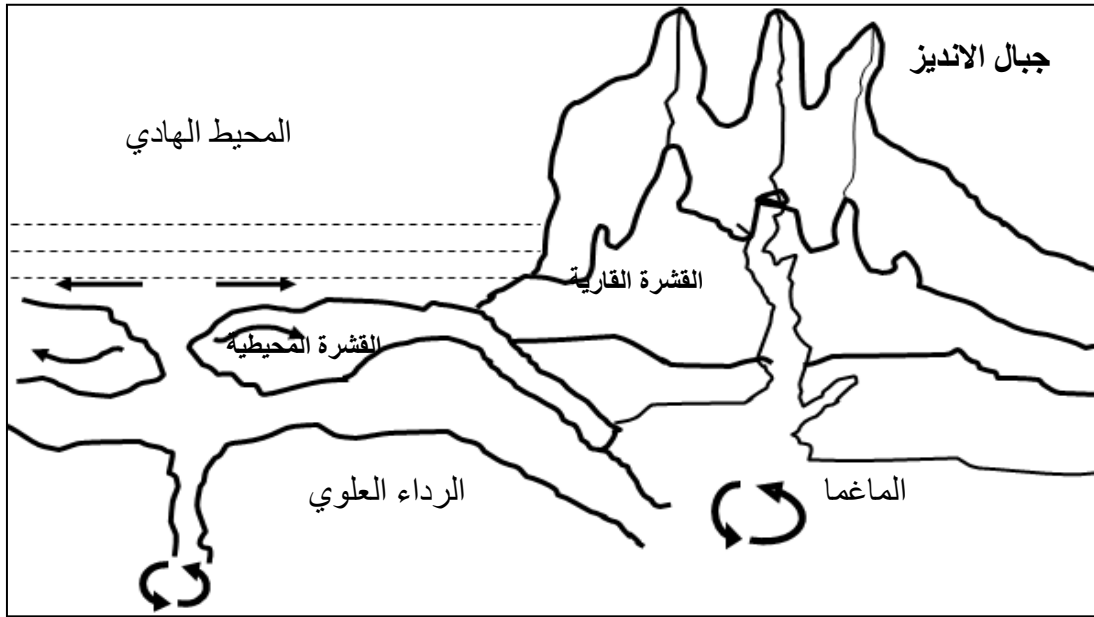 جبال الانديز
المحيط الهادي
القشرة القارية
القشرة المحيطية
الرداء العلوي
الماغما